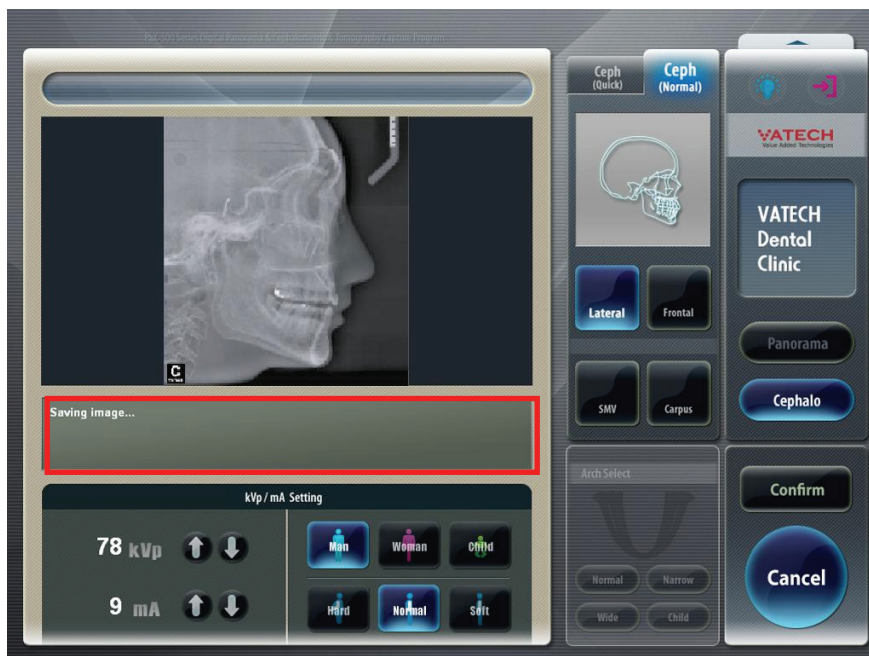 Ceph
(Quick)
Ceph
(Normal)
VATECH
Value Added Technologies
VATECH
Dental
Clinic
Lateral
Frontal
Panorama
C
Saving image...
SMV
Carpus
Cephalo
Arch Select
kVp / mA Setting
Confirm
78 kVp
Man
Woman
Child
Normal
Narrow
Cancel
9 mA
Hard
Normal
Soft
Wide
Child